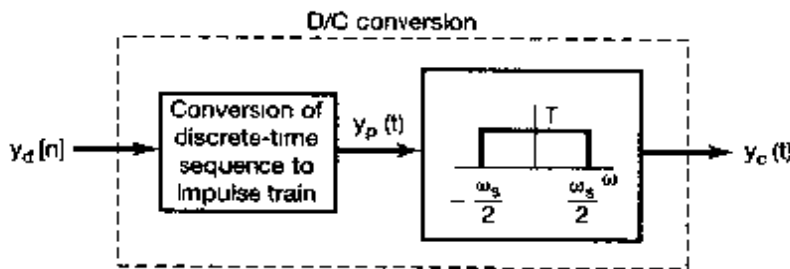 D/C conversion
y_d [n]
Conversion of
discrete-time
sequence to
impulse train
y_p (t)
T
ω
- ω_s/2
ω_s/2
y_c (t)